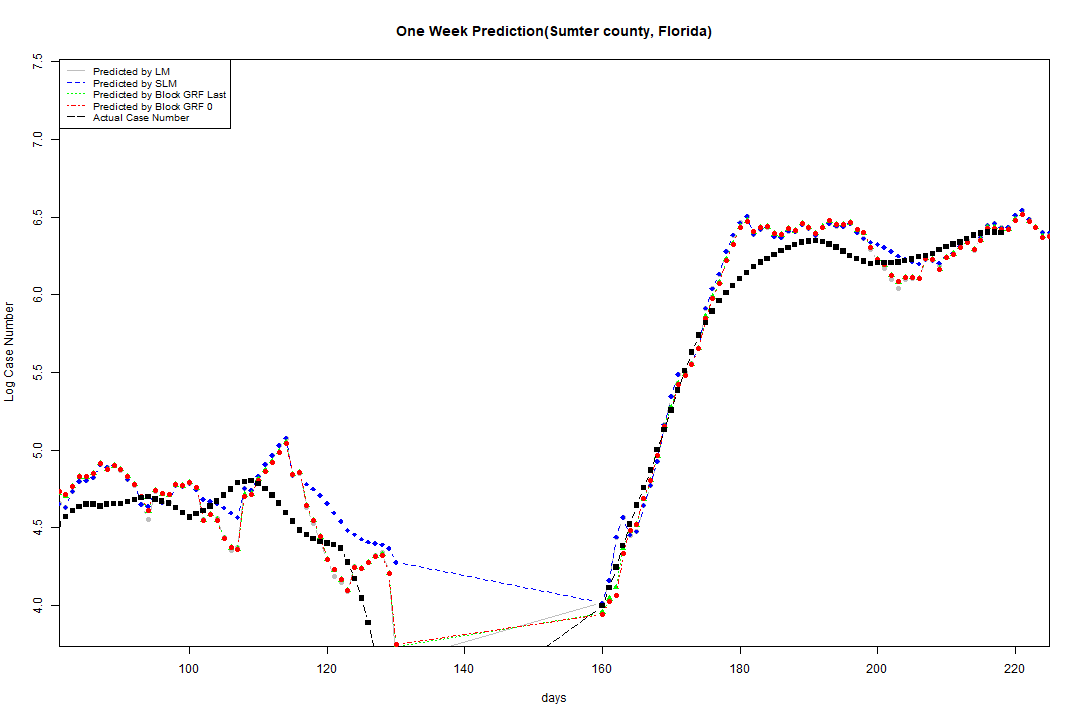 One Week Prediction(Sumter county, Florida)
Predicted by LM
Predicted by SLM
Predicted by Block GRF Last
Predicted by Block GRF 0
Actual Case Number
Log Case Number
7.5
7.0
6.5
6.0
5.5
5.0
4.5
4.0
100 120 140 160 180 200 220
days